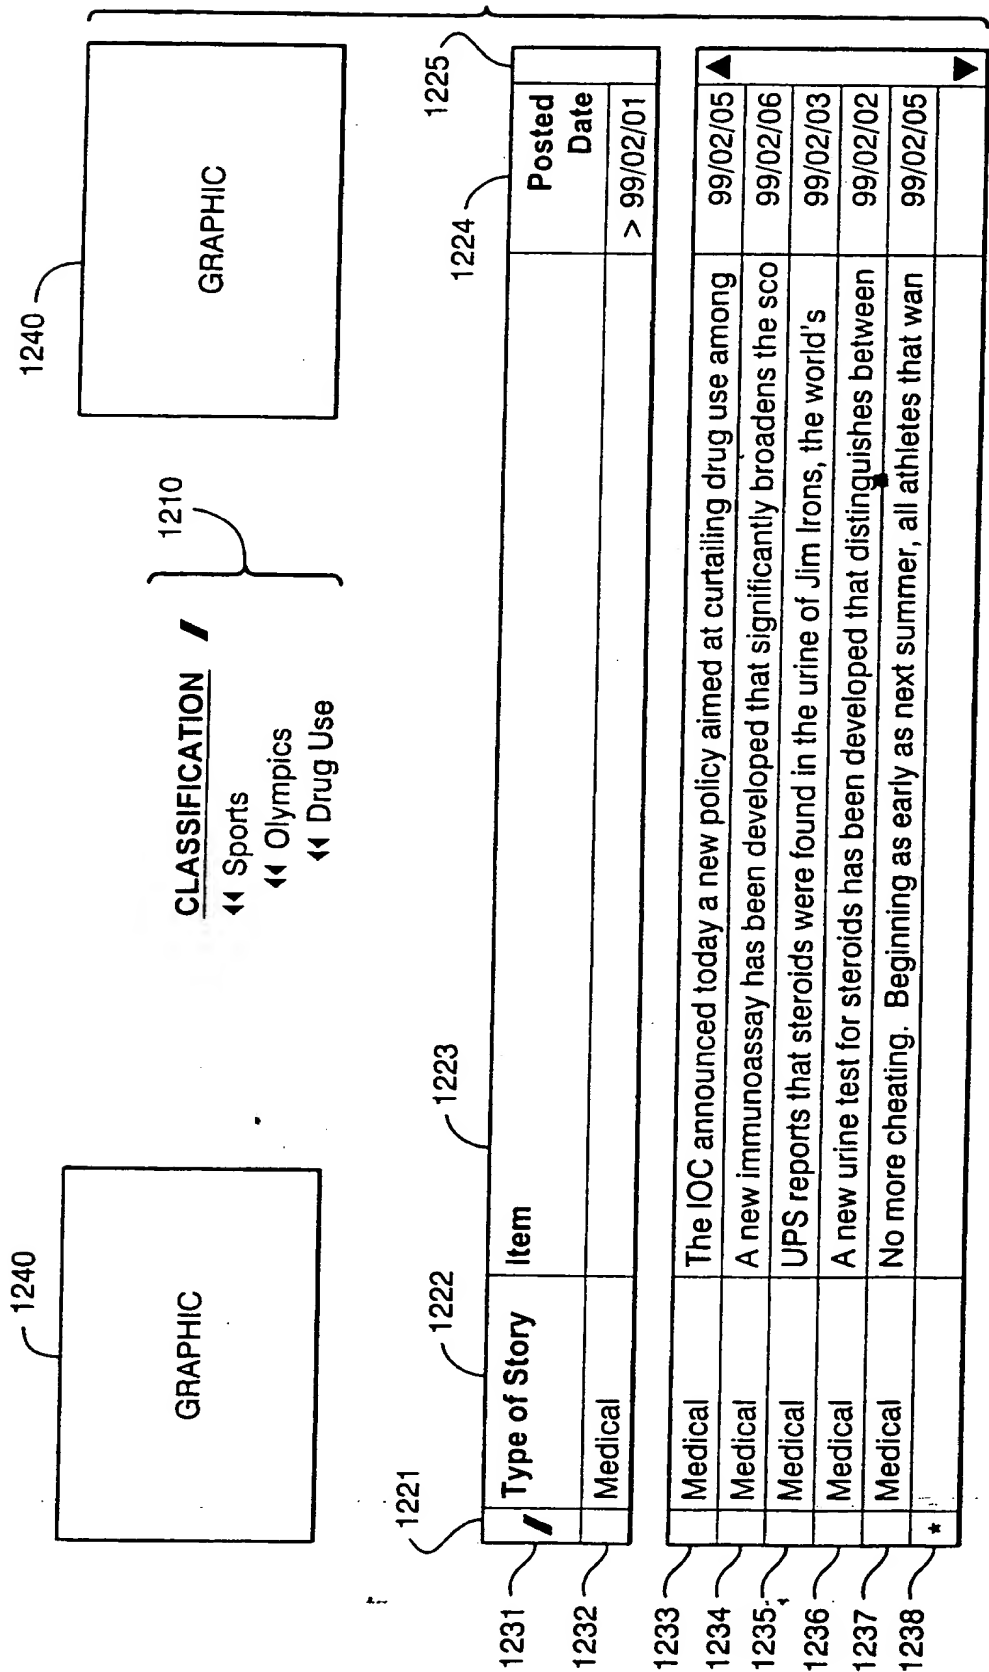 1240
GRAPHIC
1240
GRAPHIC
CLASSIFICATION
Sports
Olympics
Drug Use
1210
1221
1222
1223
1224
1225
1231 Type of Story Item Posted Date
1232 Medical > 99/02/01
1233 Medical The IOC announced today a new policy aimed at curtailing drug use among 99/02/05
1234 Medical A new immunoassay has been developed that significantly broadens the sco 99/02/06
1235 Medical UPS reports that steroids were found in the urine of Jim Irons, the world's 99/02/03
1236 Medical A new urine test for steroids has been developed that distinguishes between 99/02/02
1237 Medical No more cheating. Beginning as early as next summer, all athletes that wan 99/02/05
1238 *